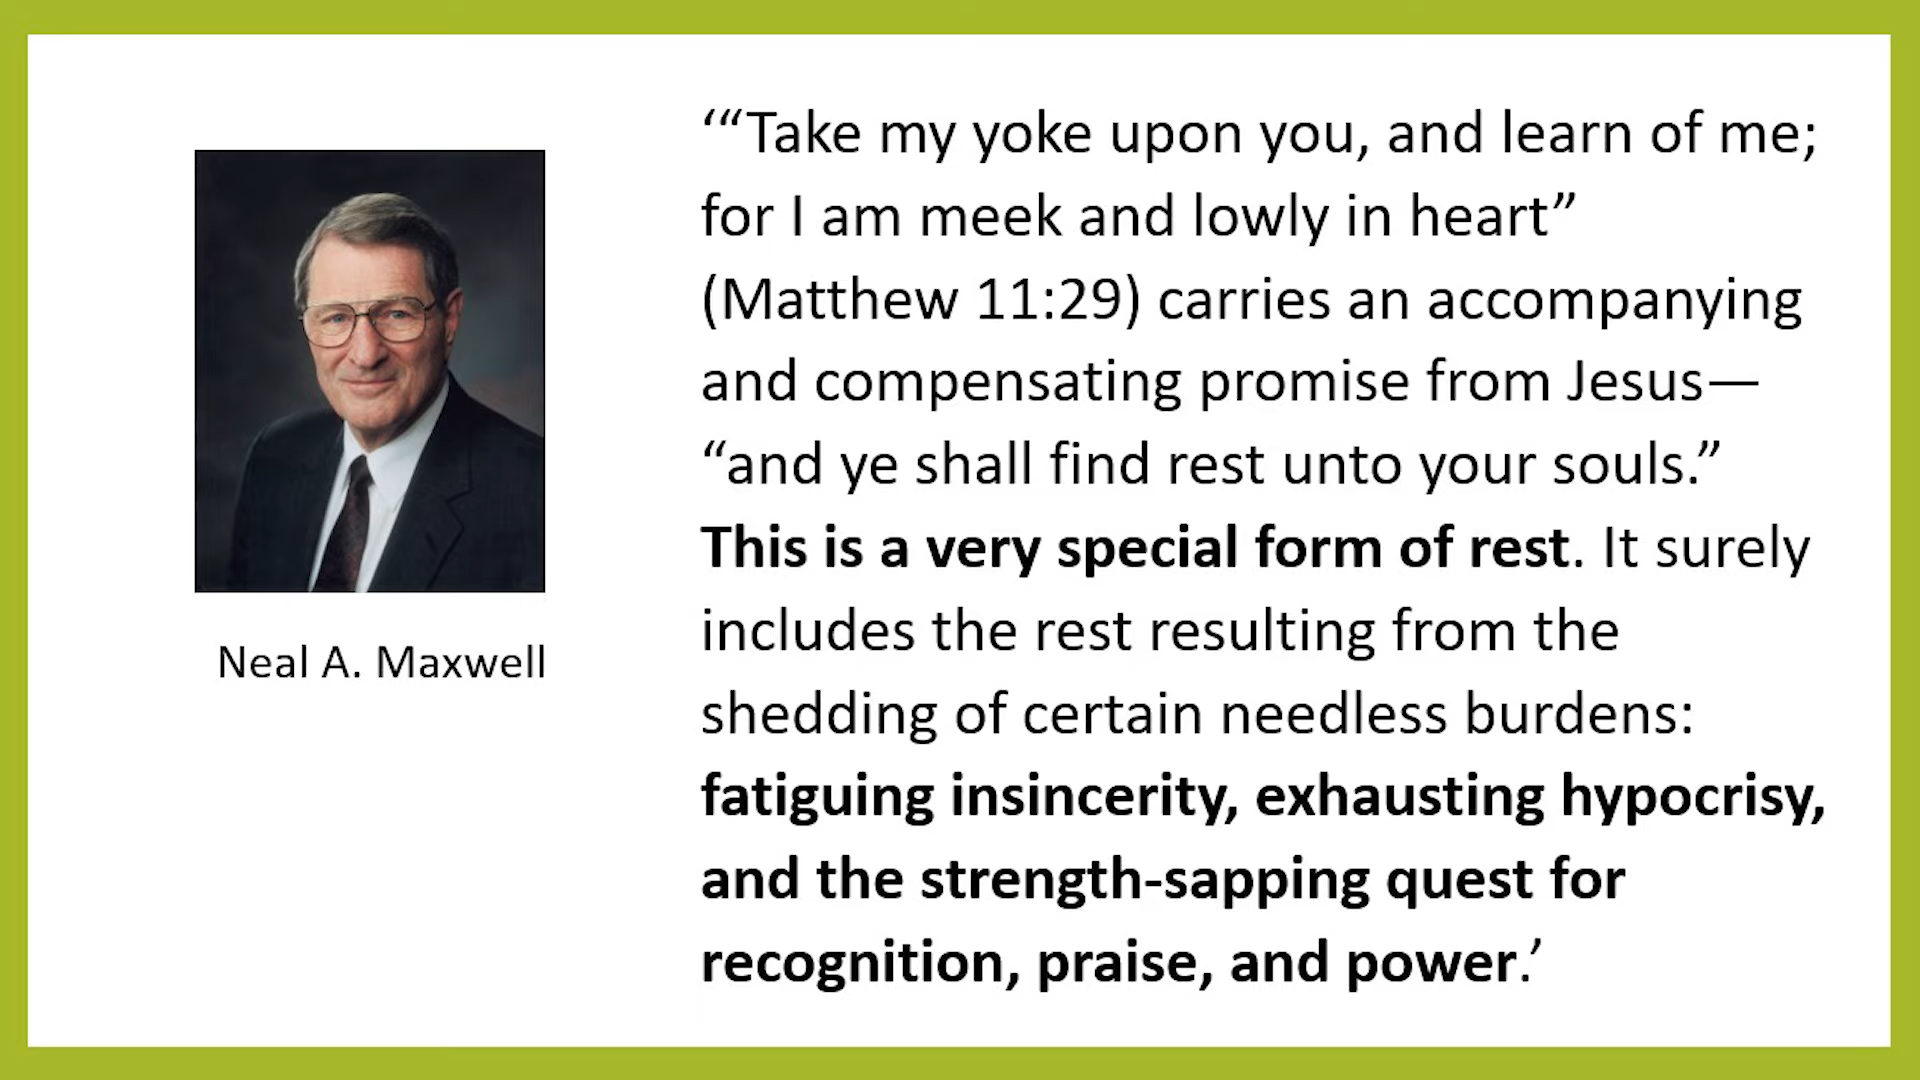 ‘“Take my yoke upon you, and learn of me;
for I am meek and lowly in heart”
(Matthew 11:29) carries an accompanying
and compensating promise from Jesus—
“and ye shall find rest unto your souls.”
This is a very special form of rest. It surely
includes the rest resulting from the
shedding of certain needless burdens:
fatiguing insincerity, exhausting hypocrisy,
and the strength-sapping quest for
recognition, praise, and power.’
Neal A. Maxwell